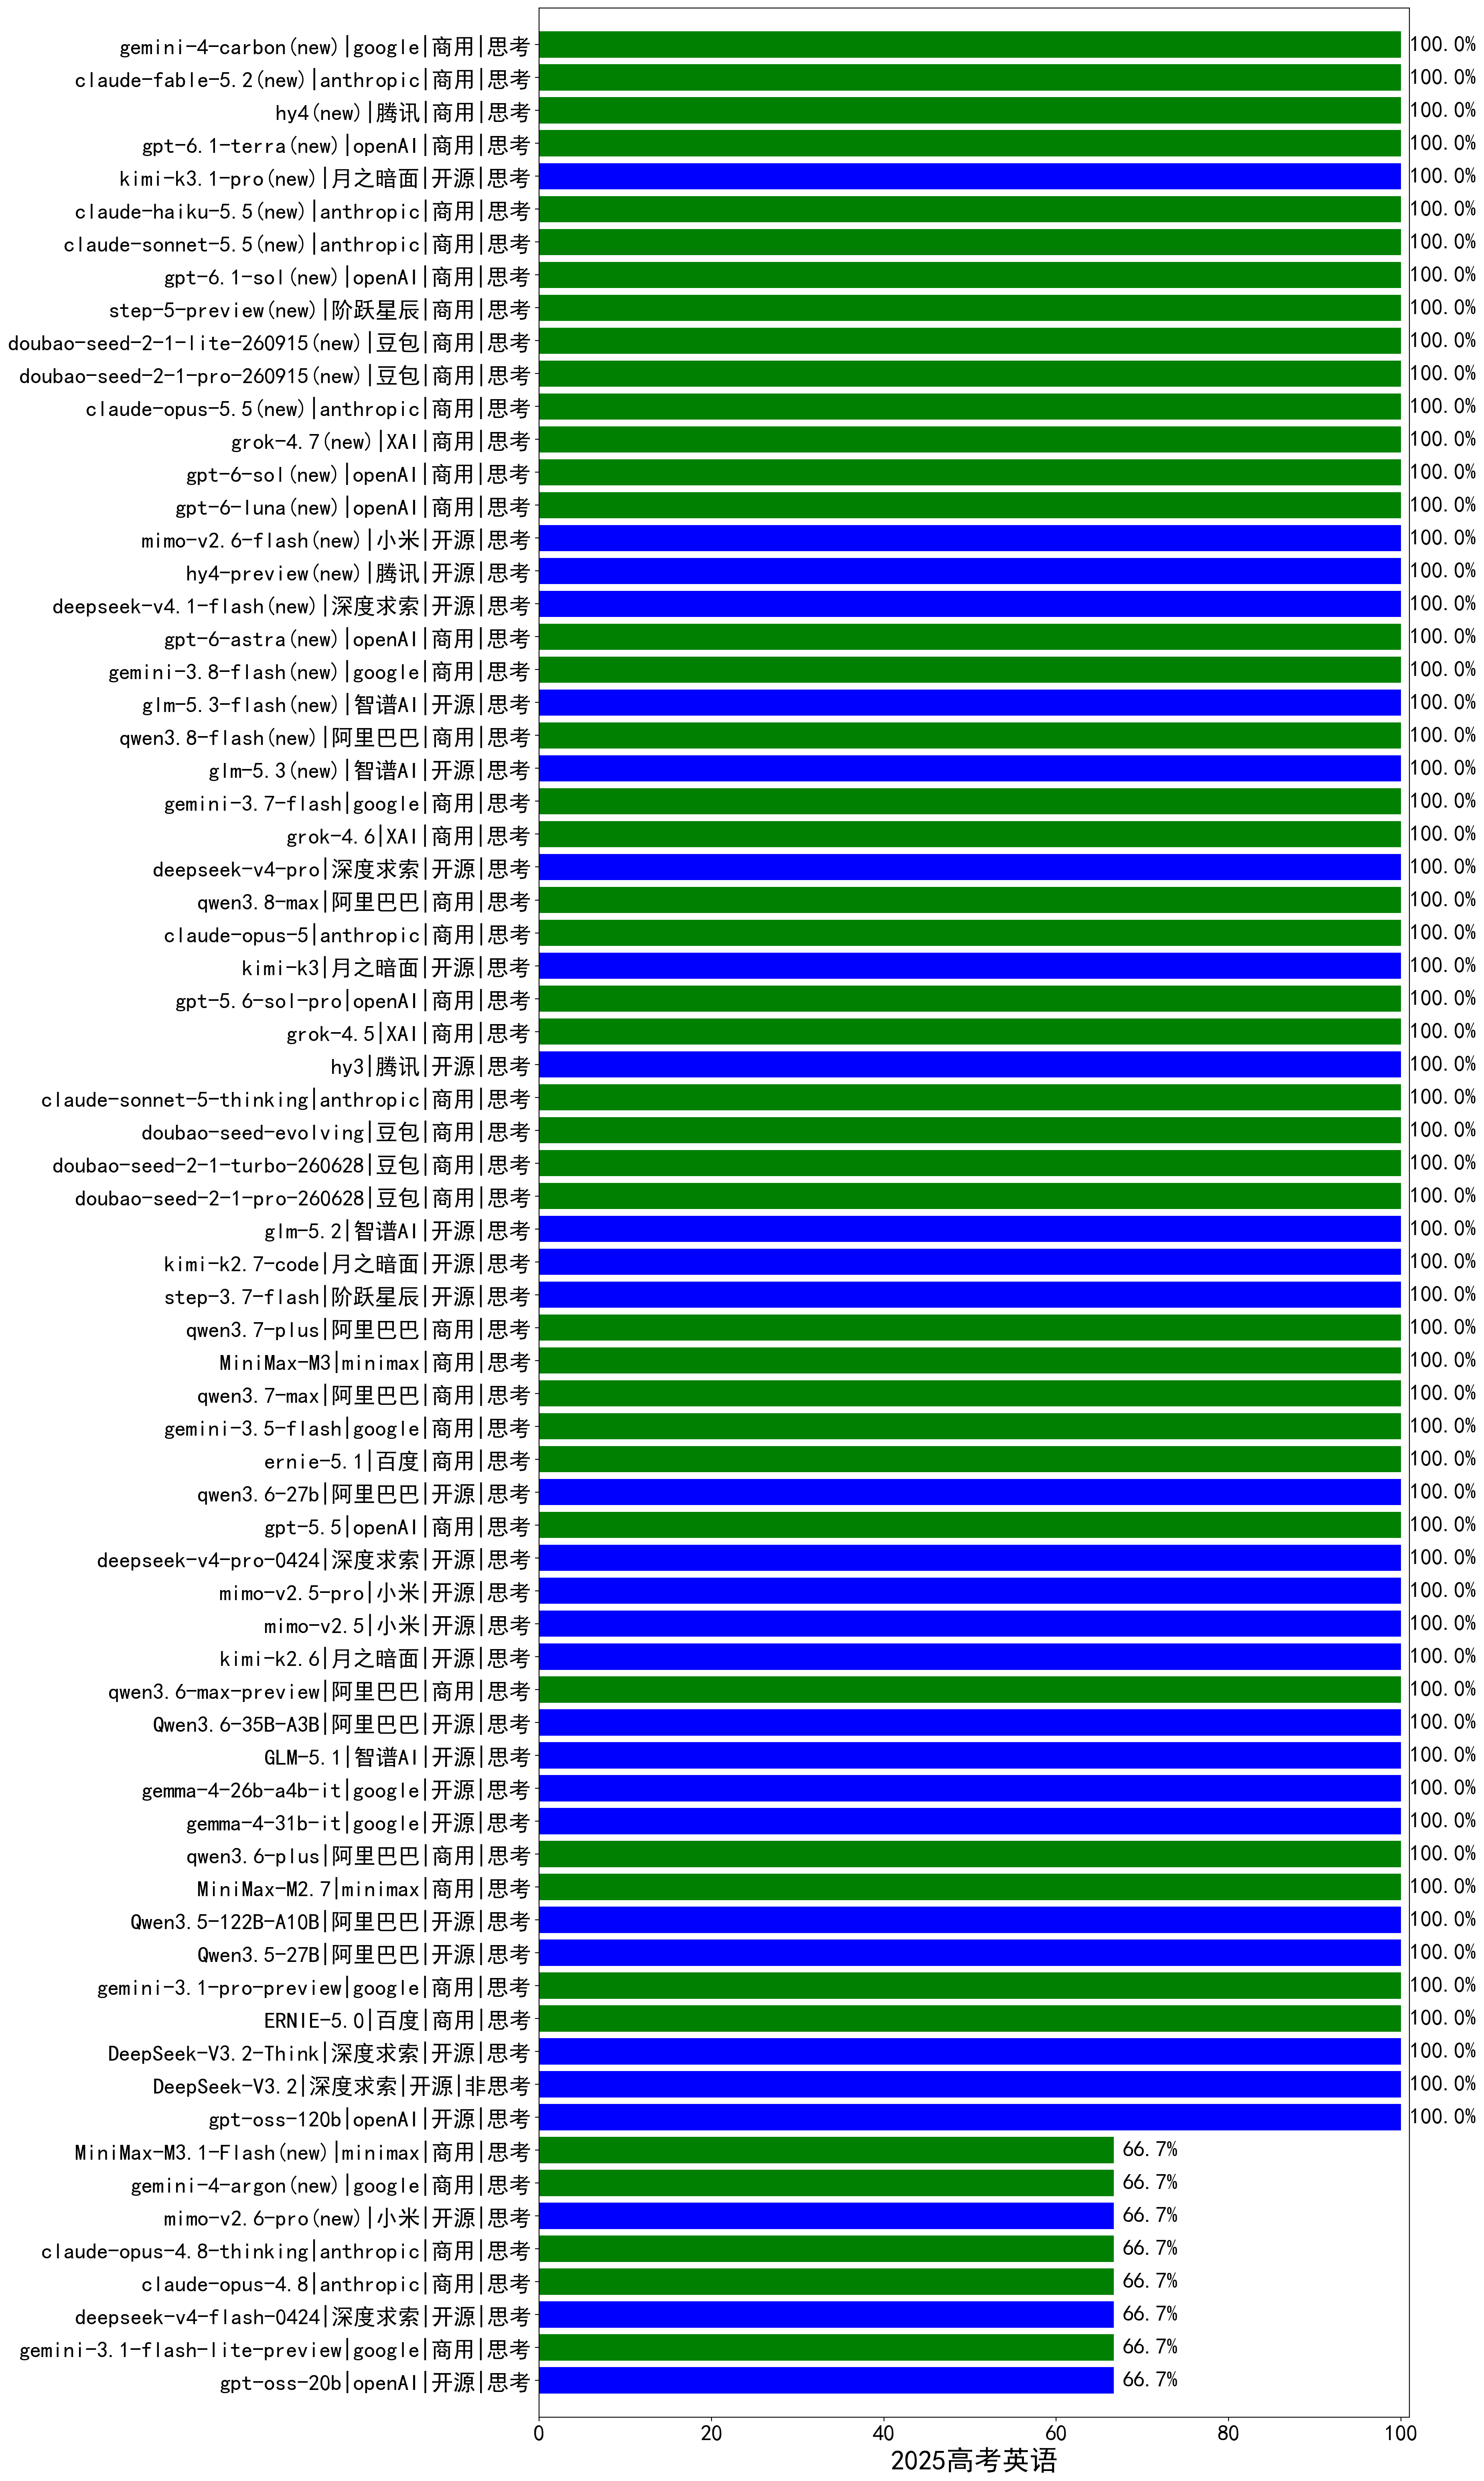 gemini-4-carbon(new)|google|商用|思考 100.0%
claude-fable-5.2(new)|anthropic|商用|思考 100.0%
hy4(new)|腾讯|商用|思考 100.0%
gpt-6.1-terra(new)|openAI|商用|思考 100.0%
kimi-k3.1-pro(new)|月之暗面|开源|思考 100.0%
claude-haiku-5.5(new)|anthropic|商用|思考 100.0%
claude-sonnet-5.5(new)|anthropic|商用|思考 100.0%
gpt-6.1-sol(new)|openAI|商用|思考 100.0%
step-5-preview(new)|阶跃星辰|商用|思考 100.0%
doubao-seed-2-1-lite-260915(new)|豆包|商用|思考 100.0%
doubao-seed-2-1-pro-260915(new)|豆包|商用|思考 100.0%
claude-opus-5.5(new)|anthropic|商用|思考 100.0%
grok-4.7(new)|XAI|商用|思考 100.0%
gpt-6-sol(new)|openAI|商用|思考 100.0%
gpt-6-luna(new)|openAI|商用|思考 100.0%
mimo-v2.6-flash(new)|小米|开源|思考 100.0%
hy4-preview(new)|腾讯|开源|思考 100.0%
deepseek-v4.1-flash(new)|深度求索|开源|思考 100.0%
gpt-6-astra(new)|openAI|商用|思考 100.0%
gemini-3.8-flash(new)|google|商用|思考 100.0%
glm-5.3-flash(new)|智谱AI|开源|思考 100.0%
qwen3.8-flash(new)|阿里巴巴|商用|思考 100.0%
glm-5.3(new)|智谱AI|开源|思考 100.0%
gemini-3.7-flash|google|商用|思考 100.0%
grok-4.6|XAI|商用|思考 100.0%
deepseek-v4-pro|深度求索|开源|思考 100.0%
qwen3.8-max|阿里巴巴|商用|思考 100.0%
claude-opus-5|anthropic|商用|思考 100.0%
kimi-k3|月之暗面|开源|思考 100.0%
gpt-5.6-sol-pro|openAI|商用|思考 100.0%
grok-4.5|XAI|商用|思考 100.0%
hy3|腾讯|开源|思考 100.0%
claude-sonnet-5-thinking|anthropic|商用|思考 100.0%
doubao-seed-evolving|豆包|商用|思考 100.0%
doubao-seed-2-1-turbo-260628|豆包|商用|思考 100.0%
doubao-seed-2-1-pro-260628|豆包|商用|思考 100.0%
glm-5.2|智谱AI|开源|思考 100.0%
kimi-k2.7-code|月之暗面|开源|思考 100.0%
step-3.7-flash|阶跃星辰|开源|思考 100.0%
qwen3.7-plus|阿里巴巴|商用|思考 100.0%
MiniMax-M3|minimax|商用|思考 100.0%
qwen3.7-max|阿里巴巴|商用|思考 100.0%
gemini-3.5-flash|google|商用|思考 100.0%
ernie-5.1|百度|商用|思考 100.0%
qwen3.6-27b|阿里巴巴|开源|思考 100.0%
gpt-5.5|openAI|商用|思考 100.0%
deepseek-v4-pro-0424|深度求索|开源|思考 100.0%
mimo-v2.5-pro|小米|开源|思考 100.0%
mimo-v2.5|小米|开源|思考 100.0%
kimi-k2.6|月之暗面|开源|思考 100.0%
qwen3.6-max-preview|阿里巴巴|商用|思考 100.0%
Qwen3.6-35B-A3B|阿里巴巴|开源|思考 100.0%
GLM-5.1|智谱AI|开源|思考 100.0%
gemma-4-26b-a4b-it|google|开源|思考 100.0%
gemma-4-31b-it|google|开源|思考 100.0%
qwen3.6-plus|阿里巴巴|商用|思考 100.0%
MiniMax-M2.7|minimax|商用|思考 100.0%
Qwen3.5-122B-A10B|阿里巴巴|开源|思考 100.0%
Qwen3.5-27B|阿里巴巴|开源|思考 100.0%
gemini-3.1-pro-preview|google|商用|思考 100.0%
ERNIE-5.0|百度|商用|思考 100.0%
DeepSeek-V3.2-Think|深度求索|开源|思考 100.0%
DeepSeek-V3.2|深度求索|开源|非思考 100.0%
gpt-oss-120b|openAI|开源|思考 100.0%
MiniMax-M3.1-Flash(new)|minimax|商用|思考 66.7%
gemini-4-argon(new)|google|商用|思考 66.7%
mimo-v2.6-pro(new)|小米|开源|思考 66.7%
claude-opus-4.8-thinking|anthropic|商用|思考 66.7%
claude-opus-4.8|anthropic|商用|思考 66.7%
deepseek-v4-flash-0424|深度求索|开源|思考 66.7%
gemini-3.1-flash-lite-preview|google|商用|思考 66.7%
gpt-oss-20b|openAI|开源|思考 66.7%
0 20 40 60 80 100
2025高考英语